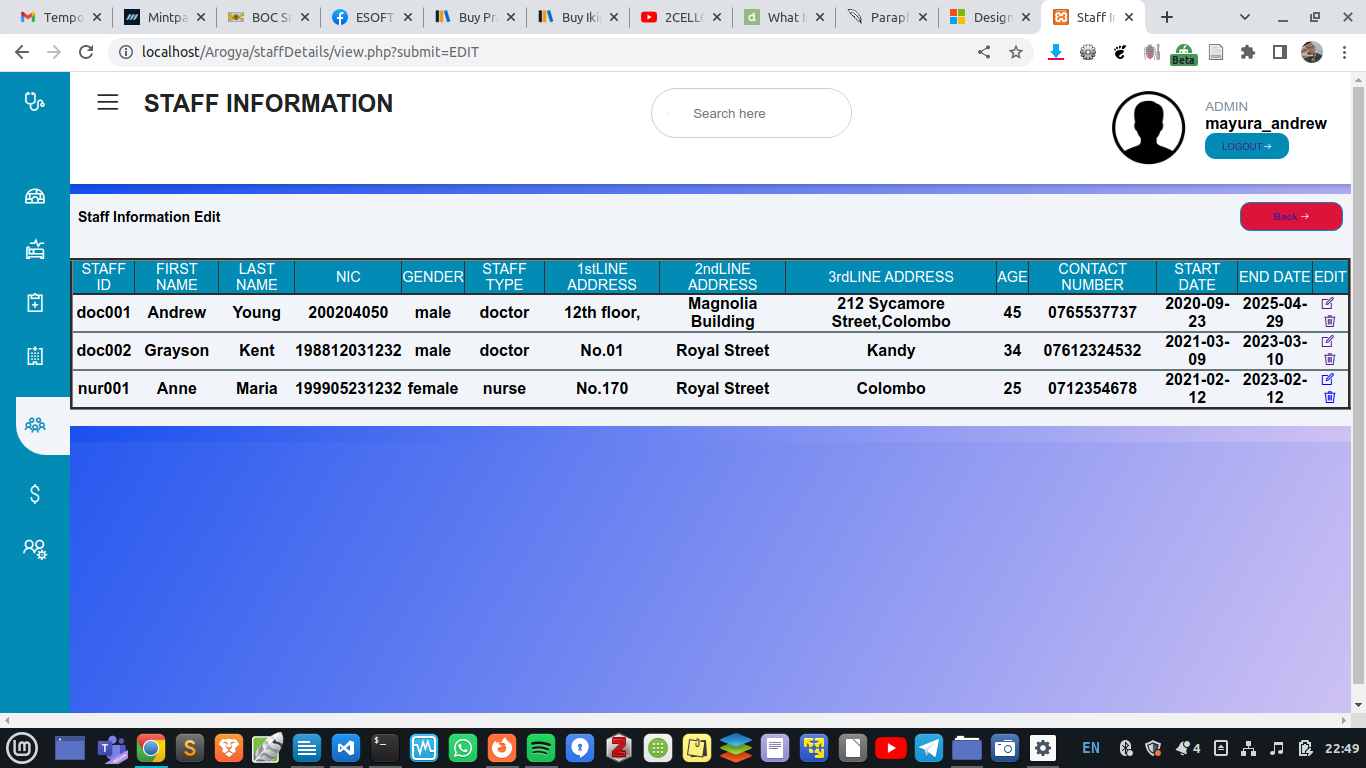 Tempo
Mintpa
BOC Sm
ESOFT
Buy Pr
Buy Iki
2CELLO
What I
Paraph
Design
Staff In
localhost/Arogya/staffDetails/view.php?submit=EDIT
Beta
STAFF INFORMATION
Search here
ADMIN
mayura_andrew
LOGOUT→
Staff Information Edit
Back →
STAFF ID FIRST NAME LAST NAME NIC GENDER STAFF TYPE 1stLINE ADDRESS 2ndLINE ADDRESS 3rdLINE ADDRESS AGE CONTACT NUMBER START DATE END DATE EDIT
doc001 Andrew Young 200204050 male doctor 12th floor, Magnolia Building 212 Sycamore Street,Colombo 45 0765537737 2020-09-23 2025-04-29
doc002 Grayson Kent 198812031232 male doctor No.01 Royal Street Kandy 34 07612324532 2021-03-09 2023-03-10
nur001 Anne Maria 199905231232 female nurse No.170 Royal Street Colombo 25 0712354678 2021-02-12 2023-02-12
EN
4
22:49